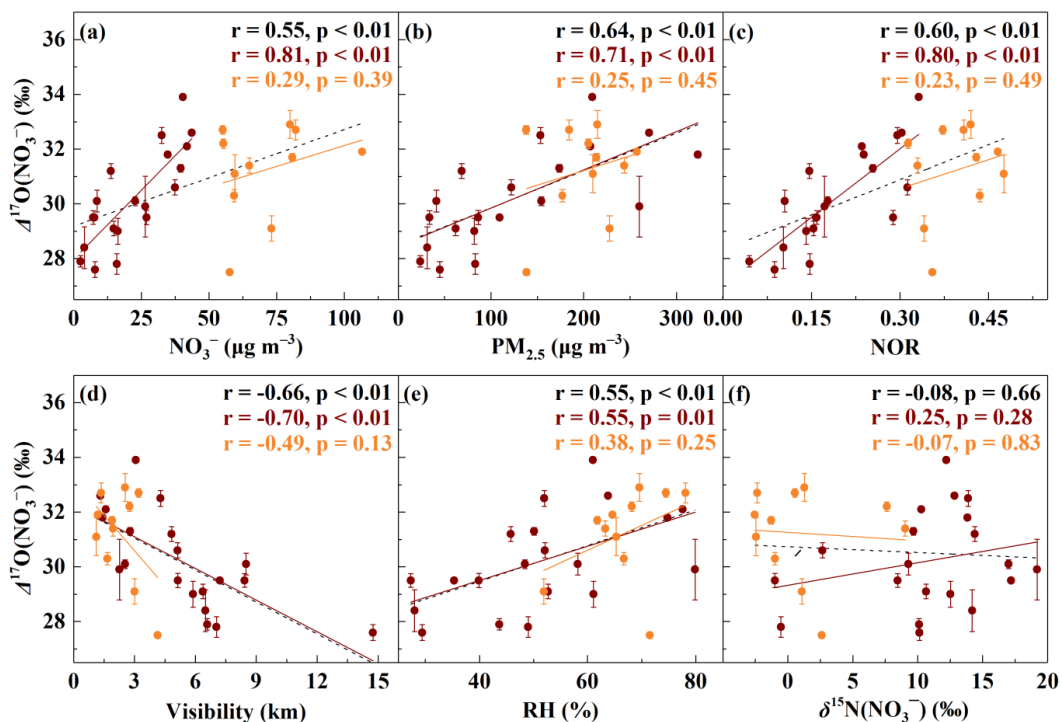 (a)
r = 0.55, p < 0.01
r = 0.81, p < 0.01
r = 0.29, p = 0.39
(b)
r = 0.64, p < 0.01
r = 0.71, p < 0.01
r = 0.25, p = 0.45
(c)
r = 0.60, p < 0.01
r = 0.80, p < 0.01
r = 0.23, p = 0.49
Δ¹⁷O(NO₃⁻) (‰)
36
34
32
30
28
0 25 50 75 100
0 100 200 300
0.00 0.15 0.30 0.45
NO₃⁻ (μg m⁻³)
PM₂.₅ (μg m⁻³)
NOR
(d)
r = -0.66, p < 0.01
r = -0.70, p < 0.01
r = -0.49, p = 0.13
(e)
r = 0.55, p < 0.01
r = 0.55, p = 0.01
r = 0.38, p = 0.25
(f)
r = -0.08, p = 0.66
r = 0.25, p = 0.28
r = -0.07, p = 0.83
Δ¹⁷O(NO₃⁻) (‰)
36
34
32
30
28
0 3 6 9 12 15
40 60 80
0 5 10 15 20
Visibility (km)
RH (%)
δ¹⁵N(NO₃⁻) (‰)